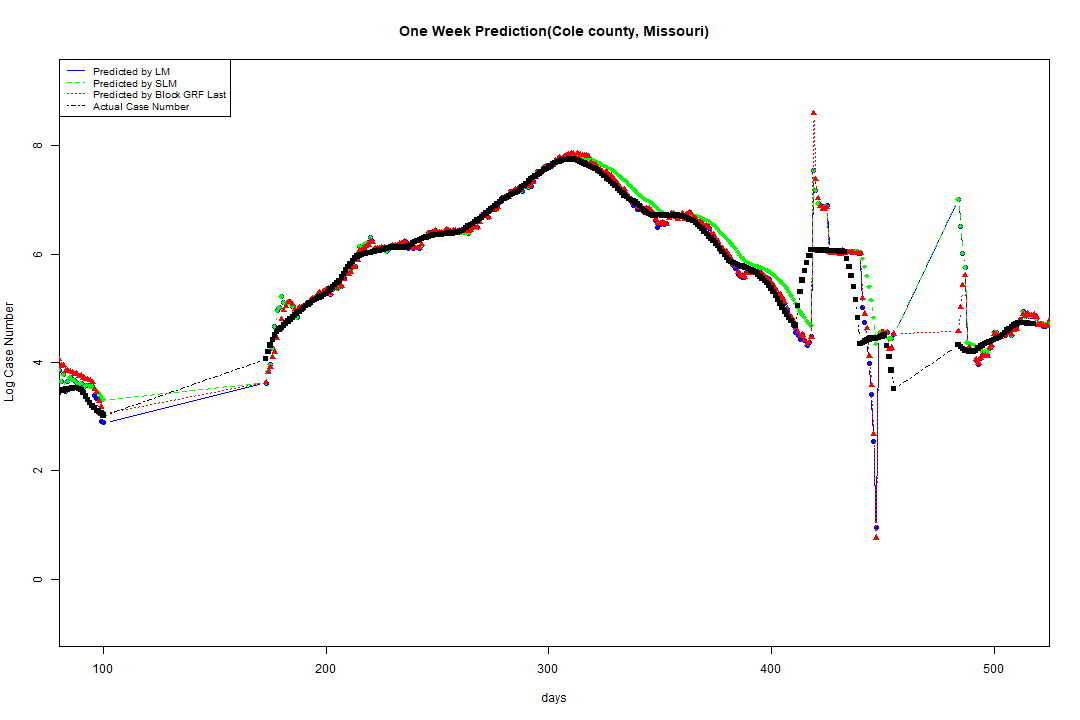 One Week Prediction(Cole county, Missouri)
Predicted by LM
Predicted by SLM
Predicted by Block GRF Last
Actual Case Number
Log Case Number
8
6
4
2
0
100 200 300 400 500
days